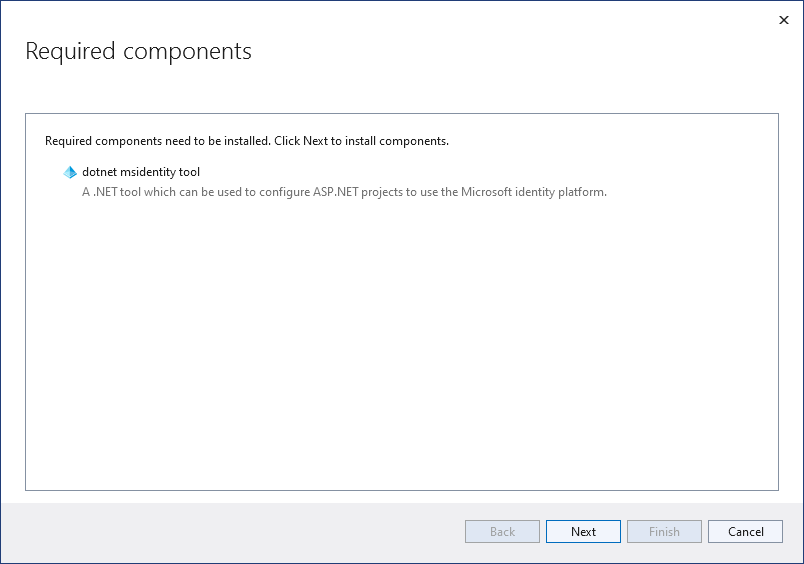 Required components
Required components need to be installed. Click Next to install components.
dotnet msidentity tool
A .NET tool which can be used to configure ASP.NET projects to use the Microsoft identity platform.
Back
Next
Finish
Cancel